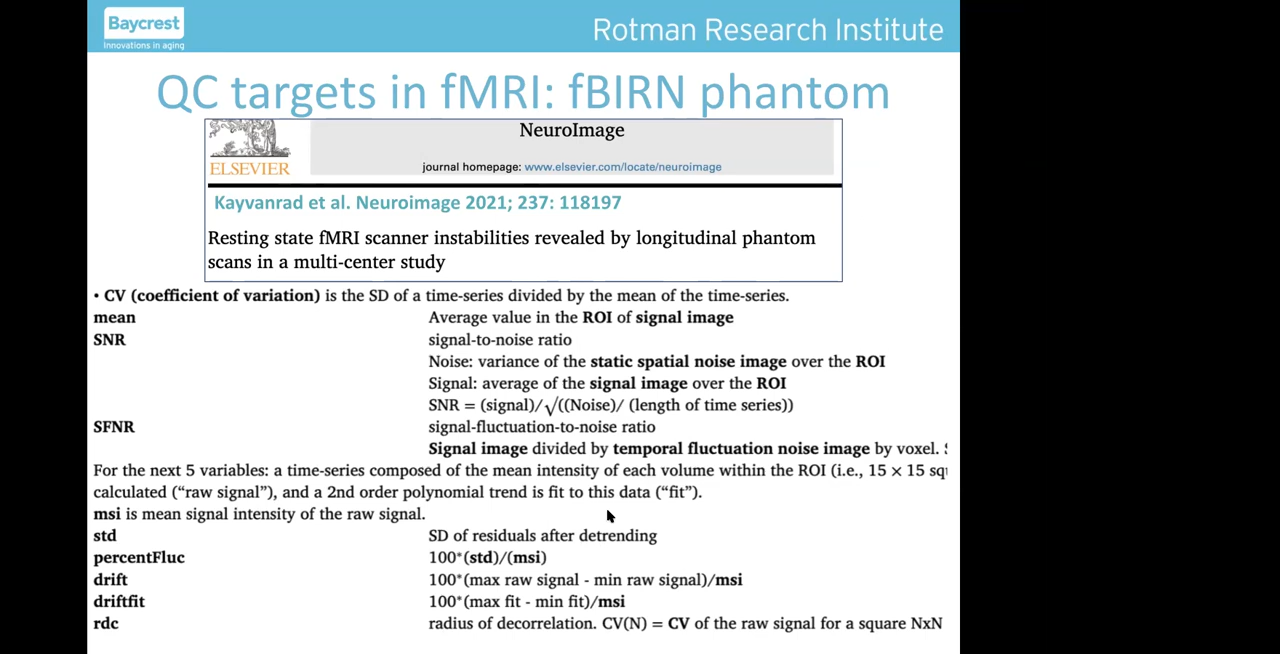 Baycrest
Innovations in aging
Rotman Research Institute
QC targets in fMRI: fBIRN phantom
NeuroImage
ELSEVIER
journal homepage: www.elsevier.com/locate/neuroimage
Kayvanrad et al. Neuroimage 2021; 237: 118197
Resting state fMRI scanner instabilities revealed by longitudinal phantom
scans in a multi-center study
• CV (coefficient of variation) is the SD of a time-series divided by the mean of the time-series.
mean Average value in the ROI of signal image
SNR signal-to-noise ratio
Noise: variance of the static spatial noise image over the ROI
Signal: average of the signal image over the ROI
SNR = (signal)/√((Noise)/ (length of time series))
SFNR signal-fluctuation-to-noise ratio
Signal image divided by temporal fluctuation noise image by voxel.
For the next 5 variables: a time-series composed of the mean intensity of each volume within the ROI (i.e., 15 × 15
calculated (“raw signal”), and a 2nd order polynomial trend is fit to this data (“fit”).
msi is mean signal intensity of the raw signal.
std SD of residuals after detrending
percentFluc 100*(std)/(msi)
drift 100*(max raw signal - min raw signal)/msi
driftfit 100*(max fit - min fit)/msi
rdc radius of decorrelation. CV(N) = CV of the raw signal for a square NxN